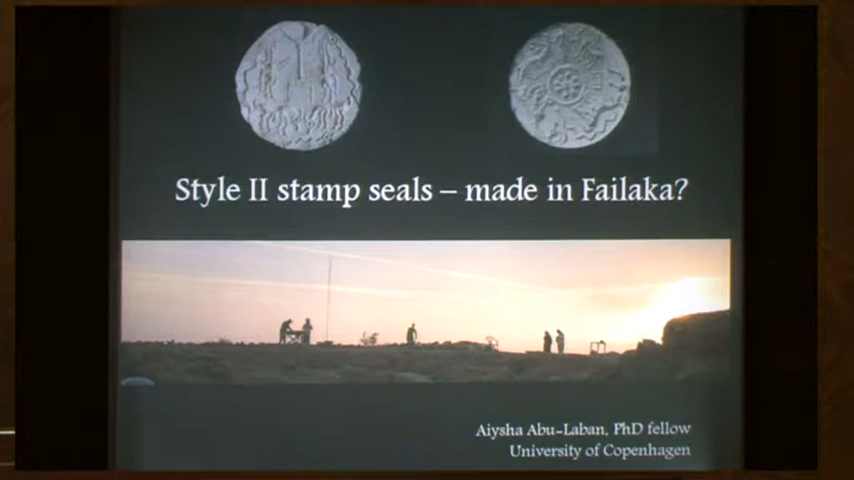 Style II stamp seals – made in Failaka?
Aiysha Abu-Laban, PhD fellow
University of Copenhagen